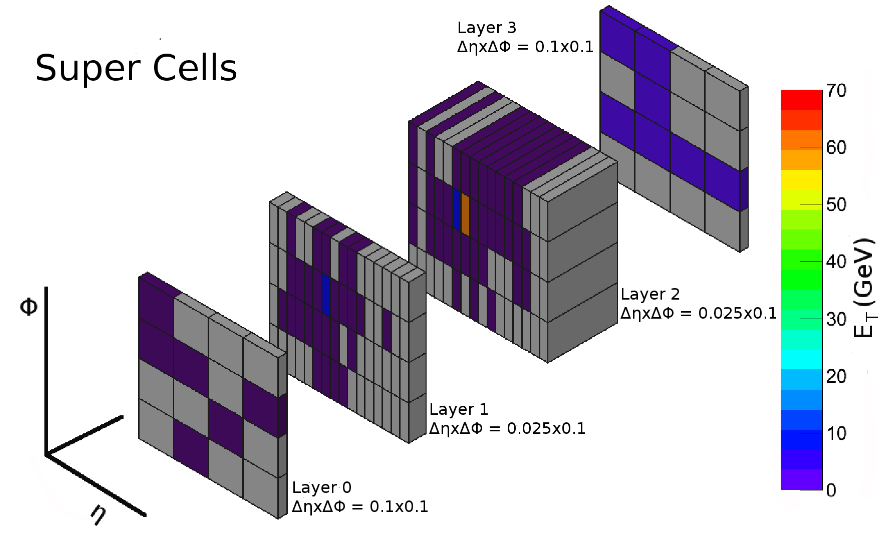 Super Cells
Layer 3
ΔηxΔΦ = 0.1x0.1
Layer 2
ΔηxΔΦ = 0.025x0.1
Layer 1
ΔηxΔΦ = 0.025x0.1
Layer 0
ΔηxΔΦ = 0.1x0.1
Φ
η
70
60
50
40
30
20
10
0
E_T (GeV)